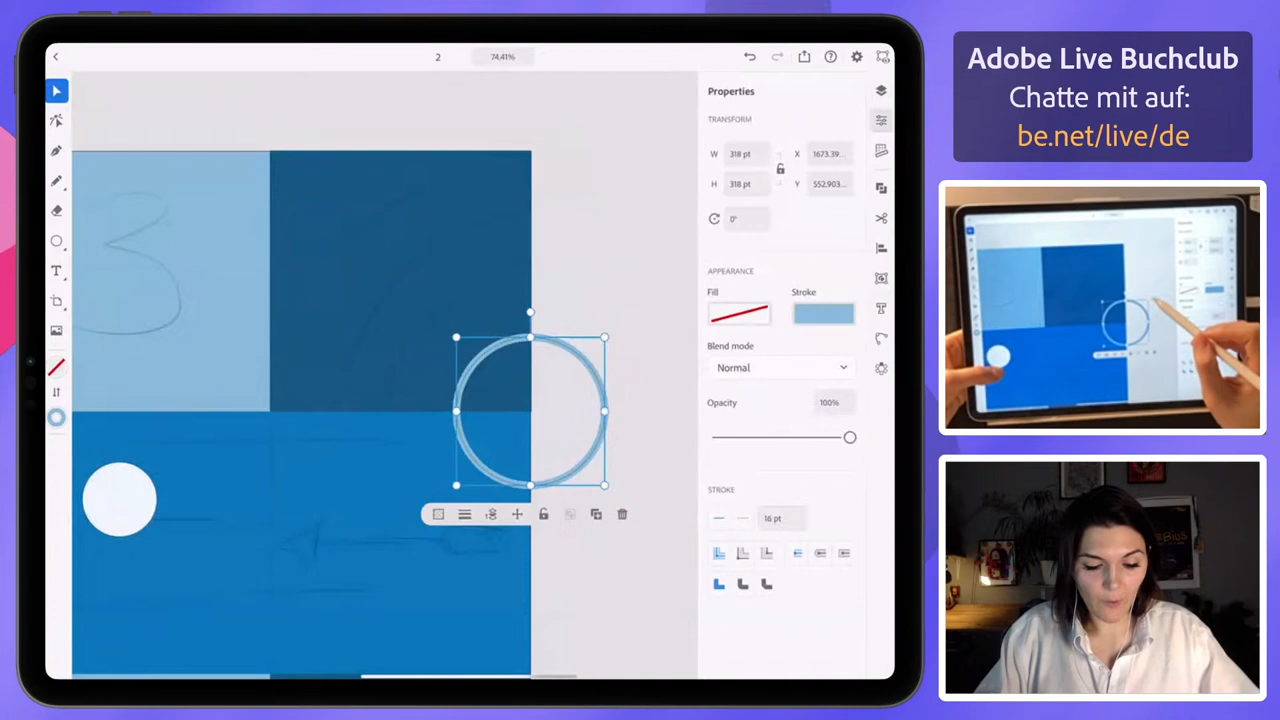 2
74,41%
Properties
TRANSFORM
W 318 pt X 1673.39...
H 318 pt Y 552.903...
0°
APPEARANCE
Fill Stroke
Blend mode
Normal
Opacity 100%
STROKE
16 pt
3
Adobe Live Buchclub
Chatte mit auf:
be.net/live/de